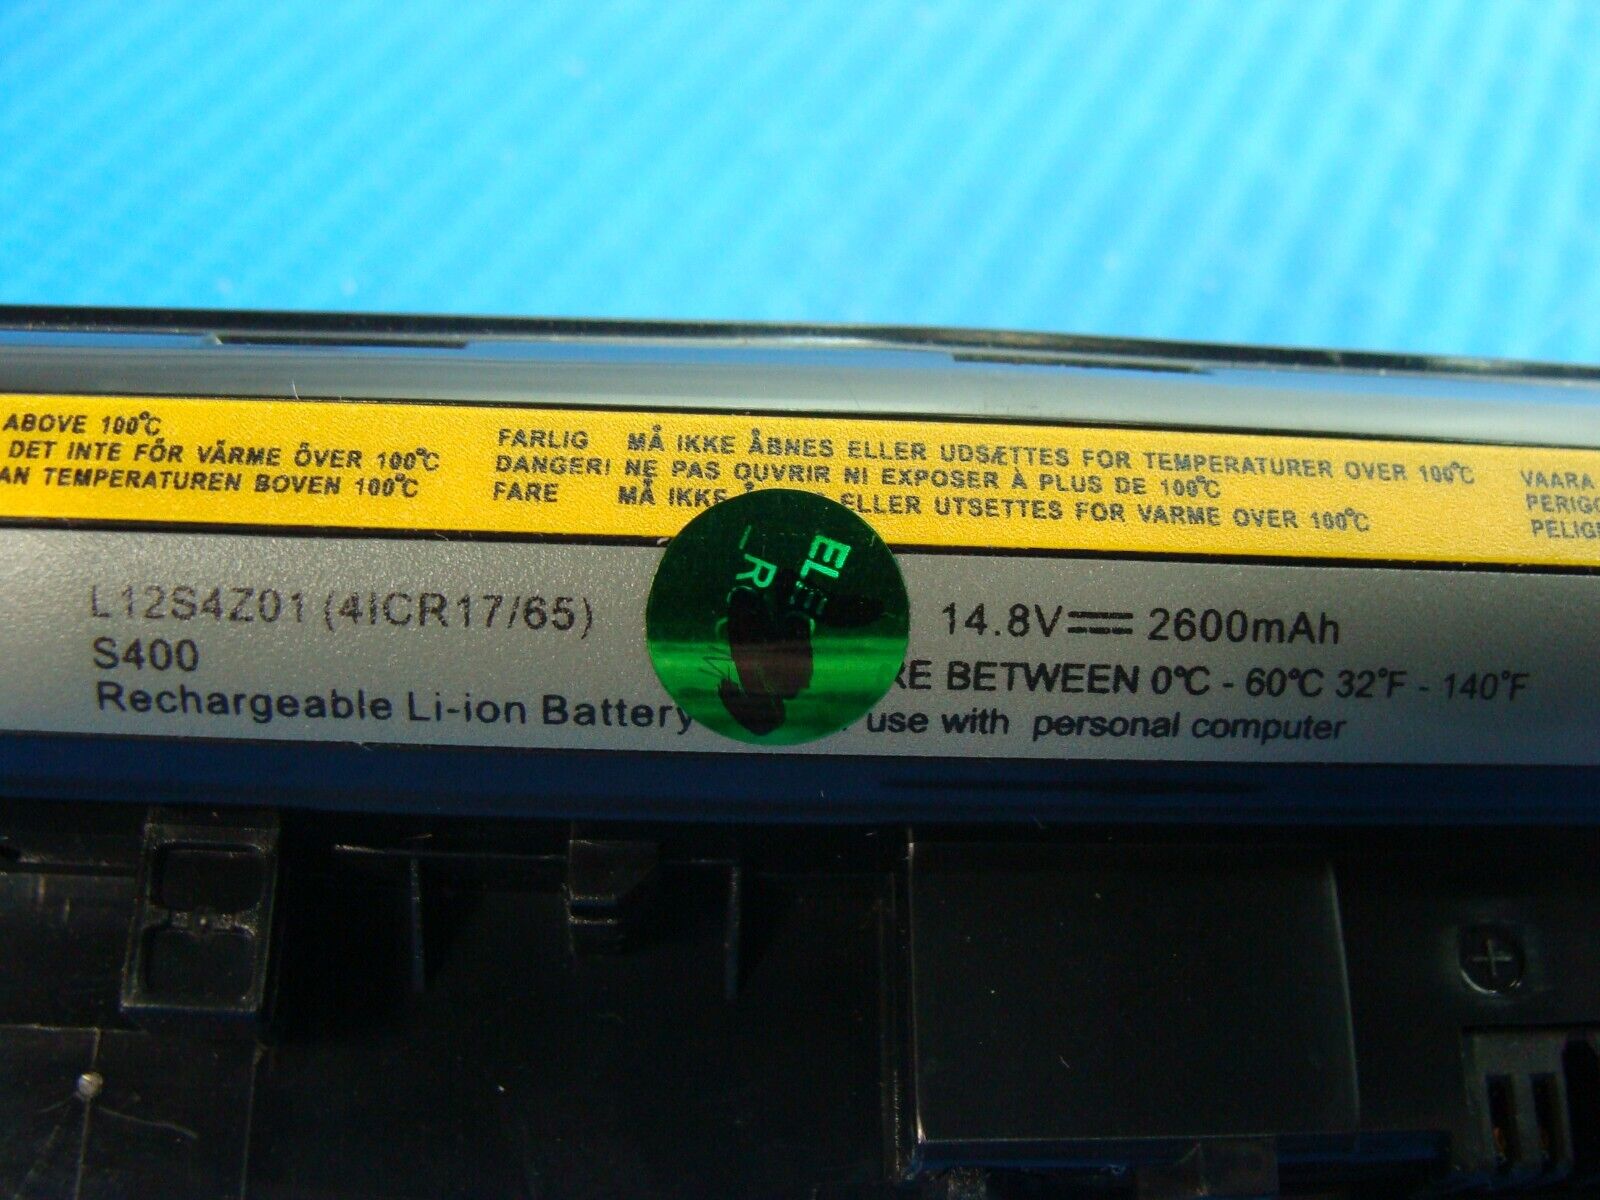 ABOVE 100°C
DET INTE FÖR VÄRME ÖVER 100°C
AN TEMPERATUREN BOVEN 100°C
FARLIG MÅ IKKE ÅBNES ELLER UDSÆTTES FOR TEMPERATURER OVER 100°C
DANGER! NE PAS OUVRIR NI EXPOSER À PLUS DE 100°C
FARE MÅ IKKE ELLER UTSETTES FOR VARME OVER 100°C
VAARA
L12S4Z01 (4ICR17/65)
S400
Rechargeable Li-ion Battery
14.8V⎓ 2600mAh
RE BETWEEN 0°C - 60°C 32°F - 140°F
use with personal computer
+